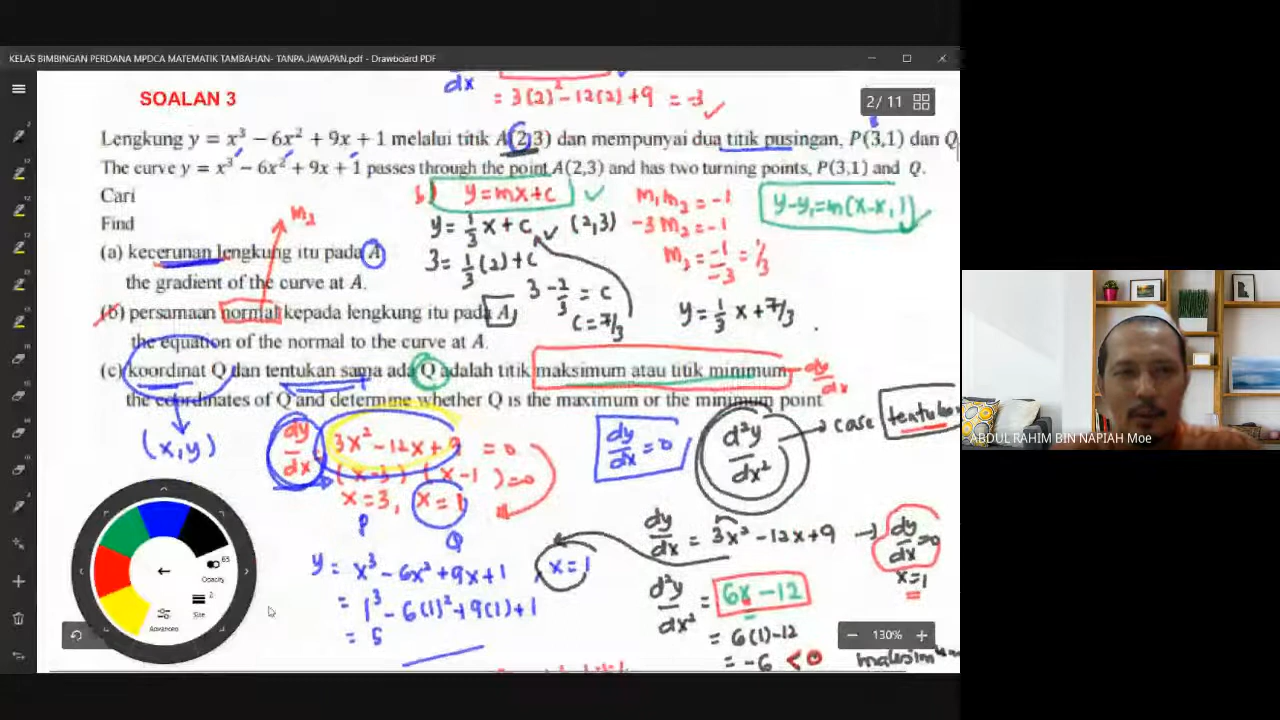 KELAS BIMBINGAN PERDANA MPDCA MATEMATIK TAMBAHAN- TANPA JAWAPAN.pdf - Drawboard PDF
dx
= 3(2)² - 12(2) + 9 = -3
SOALAN 3
2/ 11
Lengkung y = x³ − 6x² + 9x + 1 melalui titik A(2,3) dan mempunyai dua titik pusingan, P(3,1) dan Q
The curve y = x³ − 6x² + 9x + 1 passes through the point A(2,3) and has two turning points, P(3,1) and Q.
Cari
Find
(a) kecerunan lengkung itu pada A
the gradient of the curve at A.
(b) persamaan normal kepada lengkung itu pada A,
the equation of the normal to the curve at A.
(c) koordinat Q dan tentukan sama ada Q adalah titik maksimum atau titik minimum
the coordinates of Q and determine whether Q is the maximum or the minimum point
m₂
b) y = mx + c
y = 1/3 x + c (2,3)
3 = 1/3 (2) + c
3 - 2/3 = c
c = 7/3
m₁m₂ = -1
-3m₂ = -1
m₂ = -1/-3 = 1/3
y = 1/3 x + 7/3
y-y₁ = m(x-x₁)
dy/dx
(x,y)
dy/dx 3x² - 12x + 9 = 0
(x-3) (x-1) = 0
x = 3, x = 1
P
Q
y = x³ - 6x² + 9x + 1 , x = 1
= 1³ - 6(1)² + 9(1) + 1
= 5
dy/dx = 0
d²y/dx² → case tentukan
dy/dx = 3x² - 12x + 9 → dy/dx = 0
x = 1
d²y/dx² = 6x - 12
= 6(1) - 12
= -6 < 0
65
Opacity
2
Size
Advanced
130%
ABDUL RAHIM BIN NAPIAH Moe